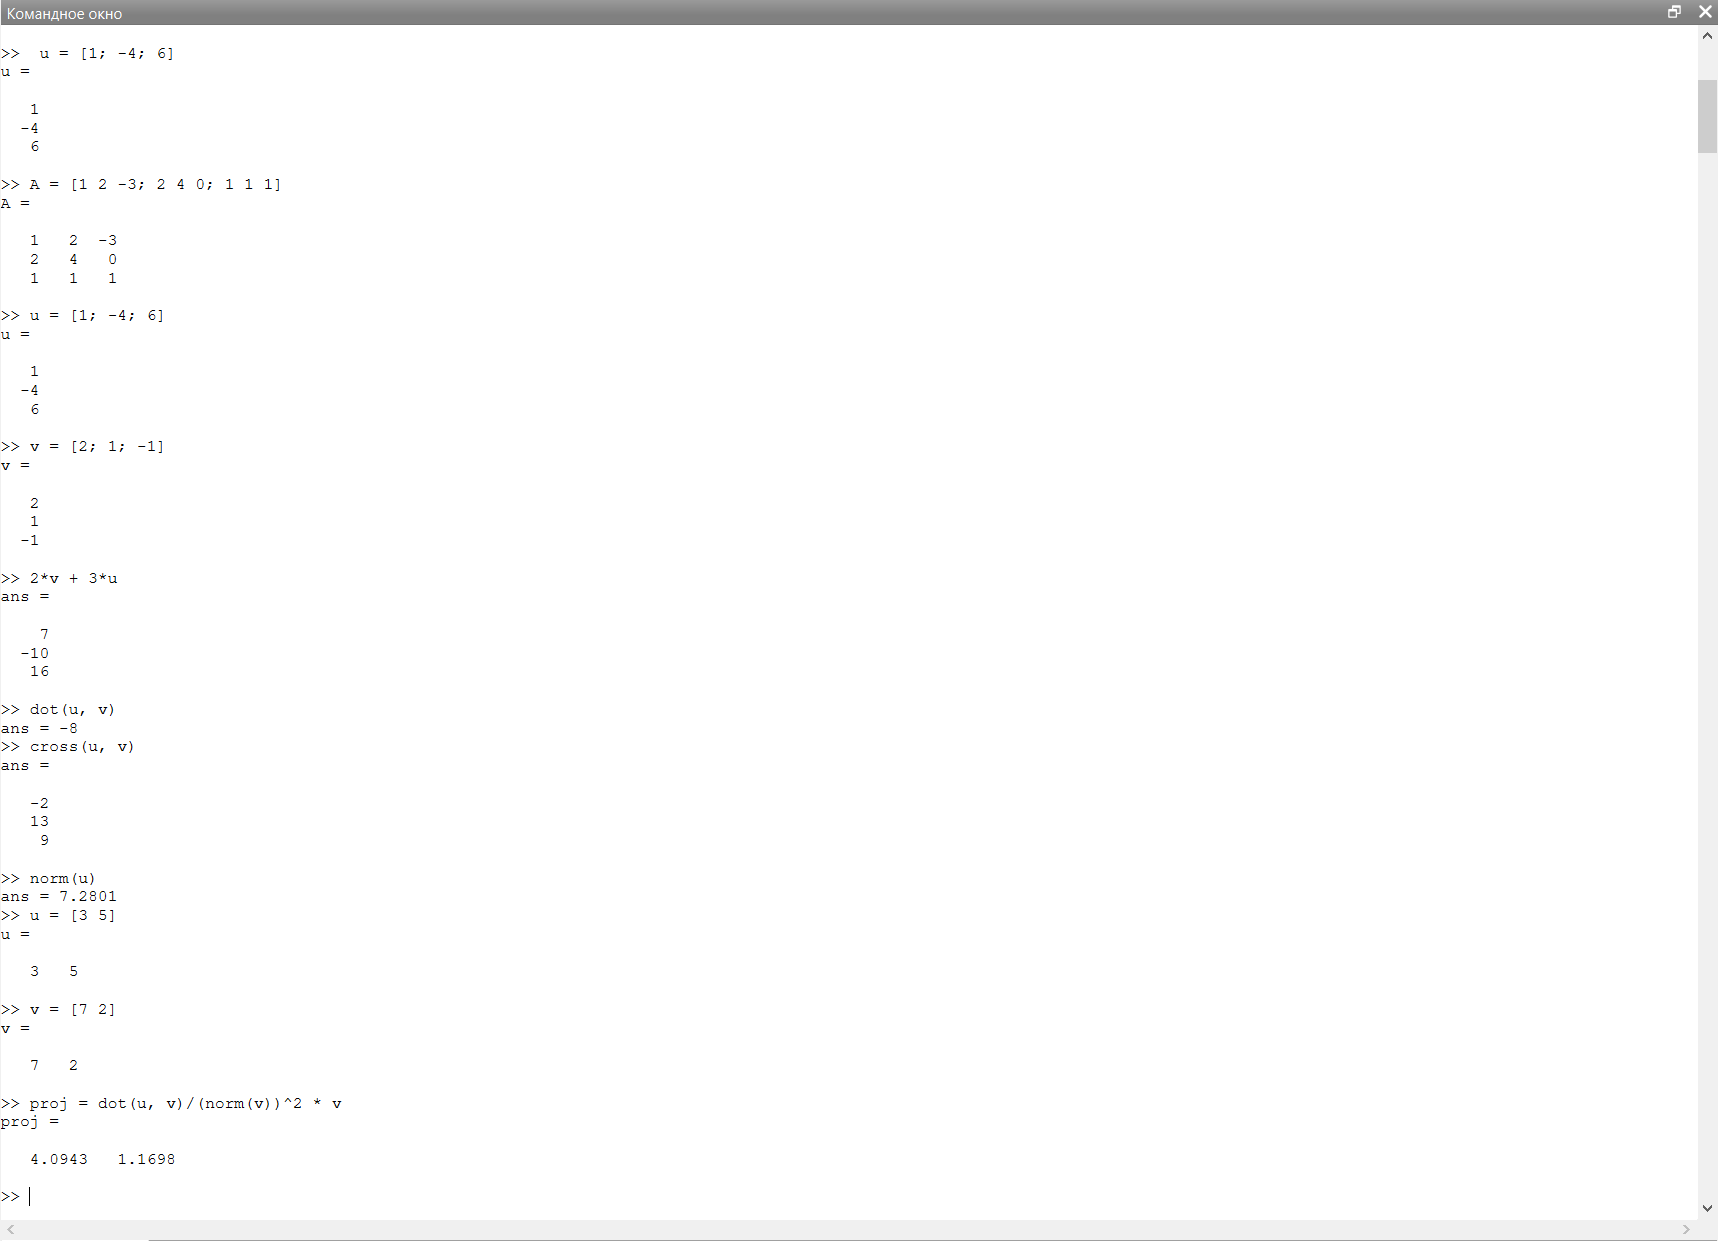 Командное окно
>>  u = [1; -4; 6]
u =
   1
  -4
   6
>> A = [1 2 -3; 2 4 0; 1 1 1]
A =
   1   2  -3
   2   4   0
   1   1   1
>> u = [1; -4; 6]
u =
   1
  -4
   6
>> v = [2; 1; -1]
v =
   2
   1
  -1
>> 2*v + 3*u
ans =
    7
  -10
   16
>> dot(u, v)
ans = -8
>> cross(u, v)
ans =
   -2
   13
    9
>> norm(u)
ans = 7.2801
>> u = [3 5]
u =
   3   5
>> v = [7 2]
v =
   7   2
>> proj = dot(u, v)/(norm(v))^2 * v
proj =
   4.0943   1.1698
>>